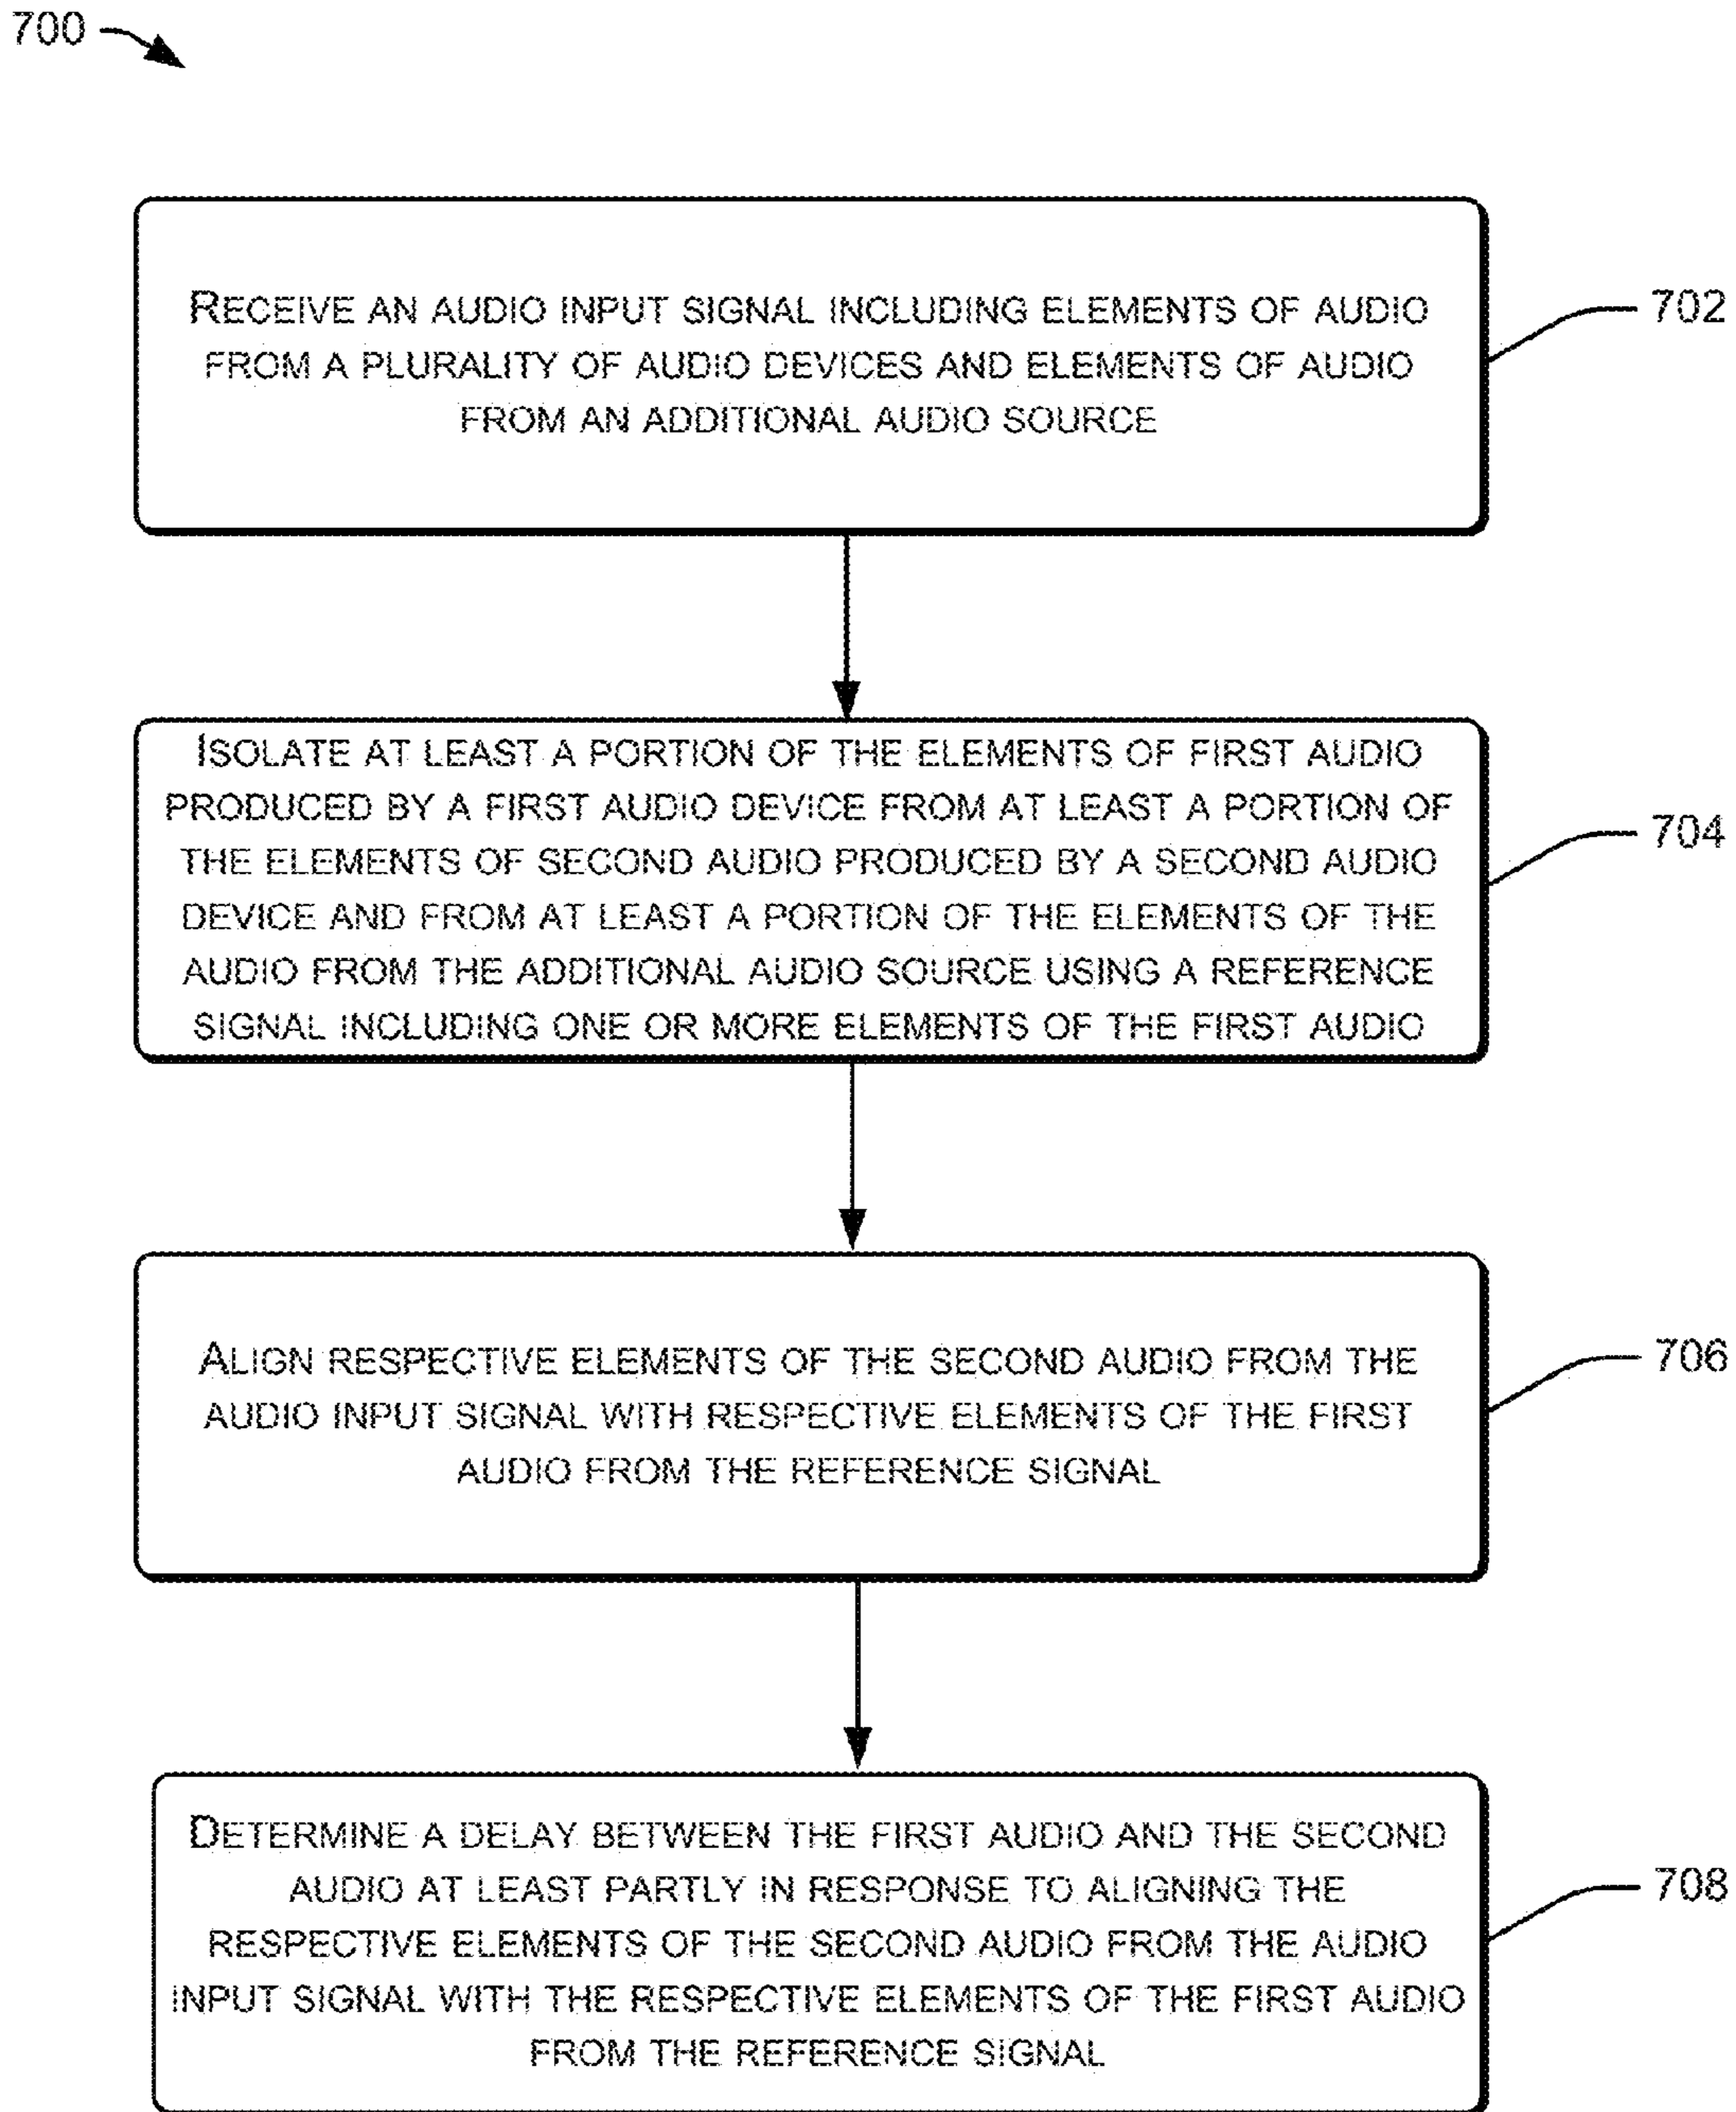 700
RECEIVE AN AUDIO INPUT SIGNAL INCLUDING ELEMENTS OF AUDIO
FROM A PLURALITY OF AUDIO DEVICES AND ELEMENTS OF AUDIO
FROM AN ADDITIONAL AUDIO SOURCE
702
ISOLATE AT LEAST A PORTION OF THE ELEMENTS OF FIRST AUDIO
PRODUCED BY A FIRST AUDIO DEVICE FROM AT LEAST A PORTION OF
THE ELEMENTS OF SECOND AUDIO PRODUCED BY A SECOND AUDIO
DEVICE AND FROM AT LEAST A PORTION OF THE ELEMENTS OF THE
AUDIO FROM THE ADDITIONAL AUDIO SOURCE USING A REFERENCE
SIGNAL INCLUDING ONE OR MORE ELEMENTS OF THE FIRST AUDIO
704
ALIGN RESPECTIVE ELEMENTS OF THE SECOND AUDIO FROM THE
AUDIO INPUT SIGNAL WITH RESPECTIVE ELEMENTS OF THE FIRST
AUDIO FROM THE REFERENCE SIGNAL
706
DETERMINE A DELAY BETWEEN THE FIRST AUDIO AND THE SECOND
AUDIO AT LEAST PARTLY IN RESPONSE TO ALIGNING THE
RESPECTIVE ELEMENTS OF THE SECOND AUDIO FROM THE AUDIO
INPUT SIGNAL WITH THE RESPECTIVE ELEMENTS OF THE FIRST AUDIO
FROM THE REFERENCE SIGNAL
708